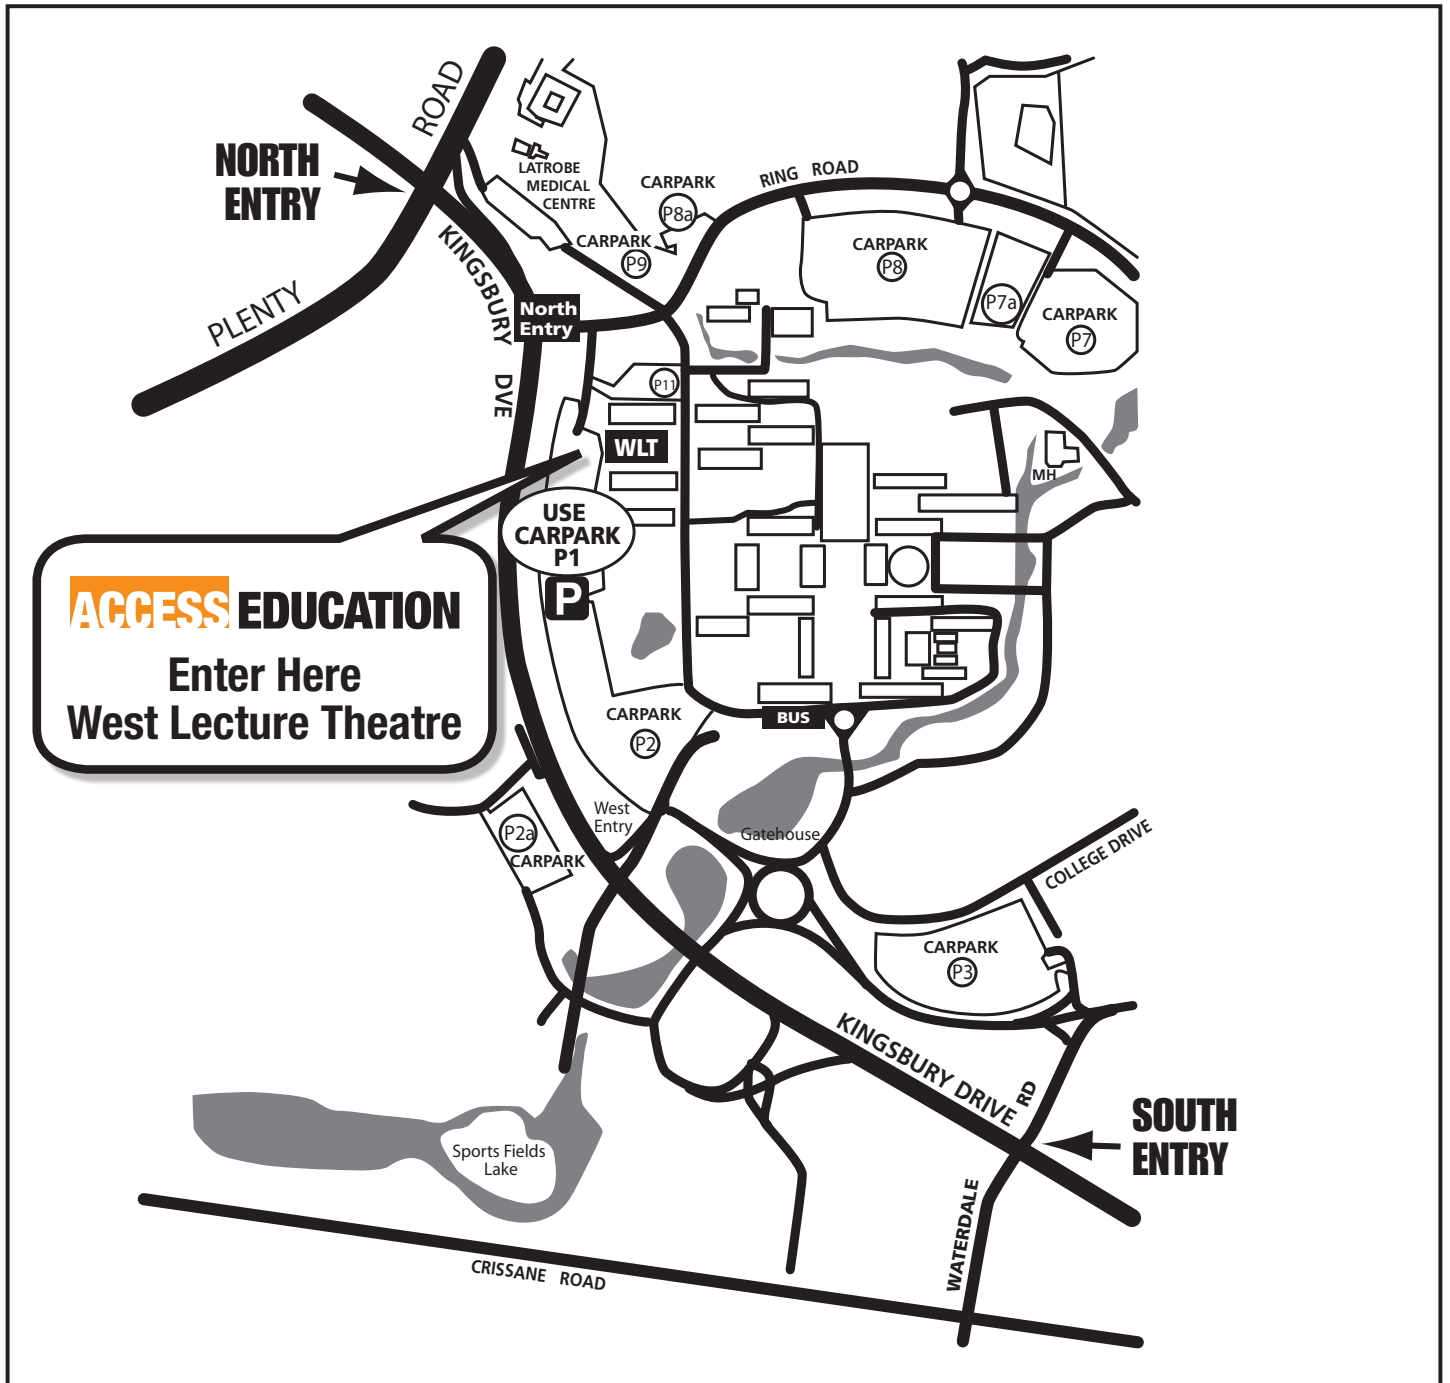 NORTH
ENTRY
PLENTY ROAD
KINGSBURY DVE
LATROBE
MEDICAL
CENTRE
CARPARK
P8a
CARPARK
P9
RING ROAD
CARPARK
P8
P7a
CARPARK
P7
North
Entry
P11
WLT
MH
USE
CARPARK
P1
P
ACCESS EDUCATION
Enter Here
West Lecture Theatre
CARPARK
P2
BUS
West
Entry
Gatehouse
P2a
CARPARK
COLLEGE DRIVE
CARPARK
P3
KINGSBURY DRIVE
WATERDALE RD
SOUTH
ENTRY
Sports Fields
Lake
CRISSANE ROAD